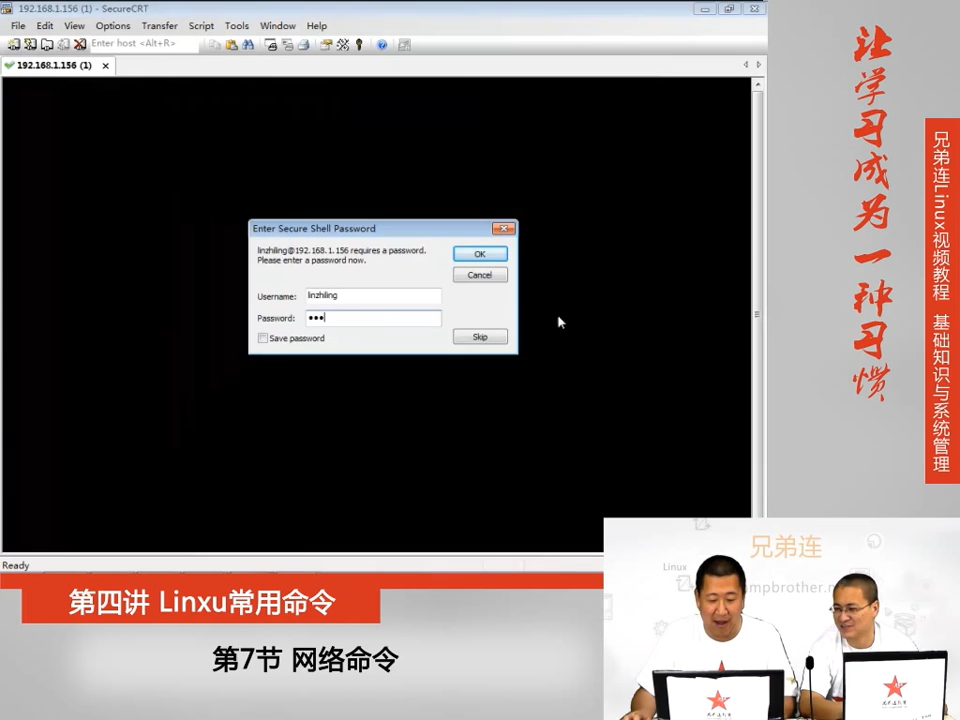 192.168.1.156 (1) - SecureCRT
File Edit View Options Transfer Script Tools Window Help
Enter host <Alt+R>
192.168.1.156 (1)
Enter Secure Shell Password
linzhiling@192.168.1.156 requires a password.
Please enter a password now.
OK
Cancel
Username: linzhiling
Password: •••
Save password
Skip
Ready
让学习成为一种习惯
兄弟连Linux视频教程 基础知识与系统管理
第四讲 Linxu常用命令
第7节 网络命令
兄弟连
Linux